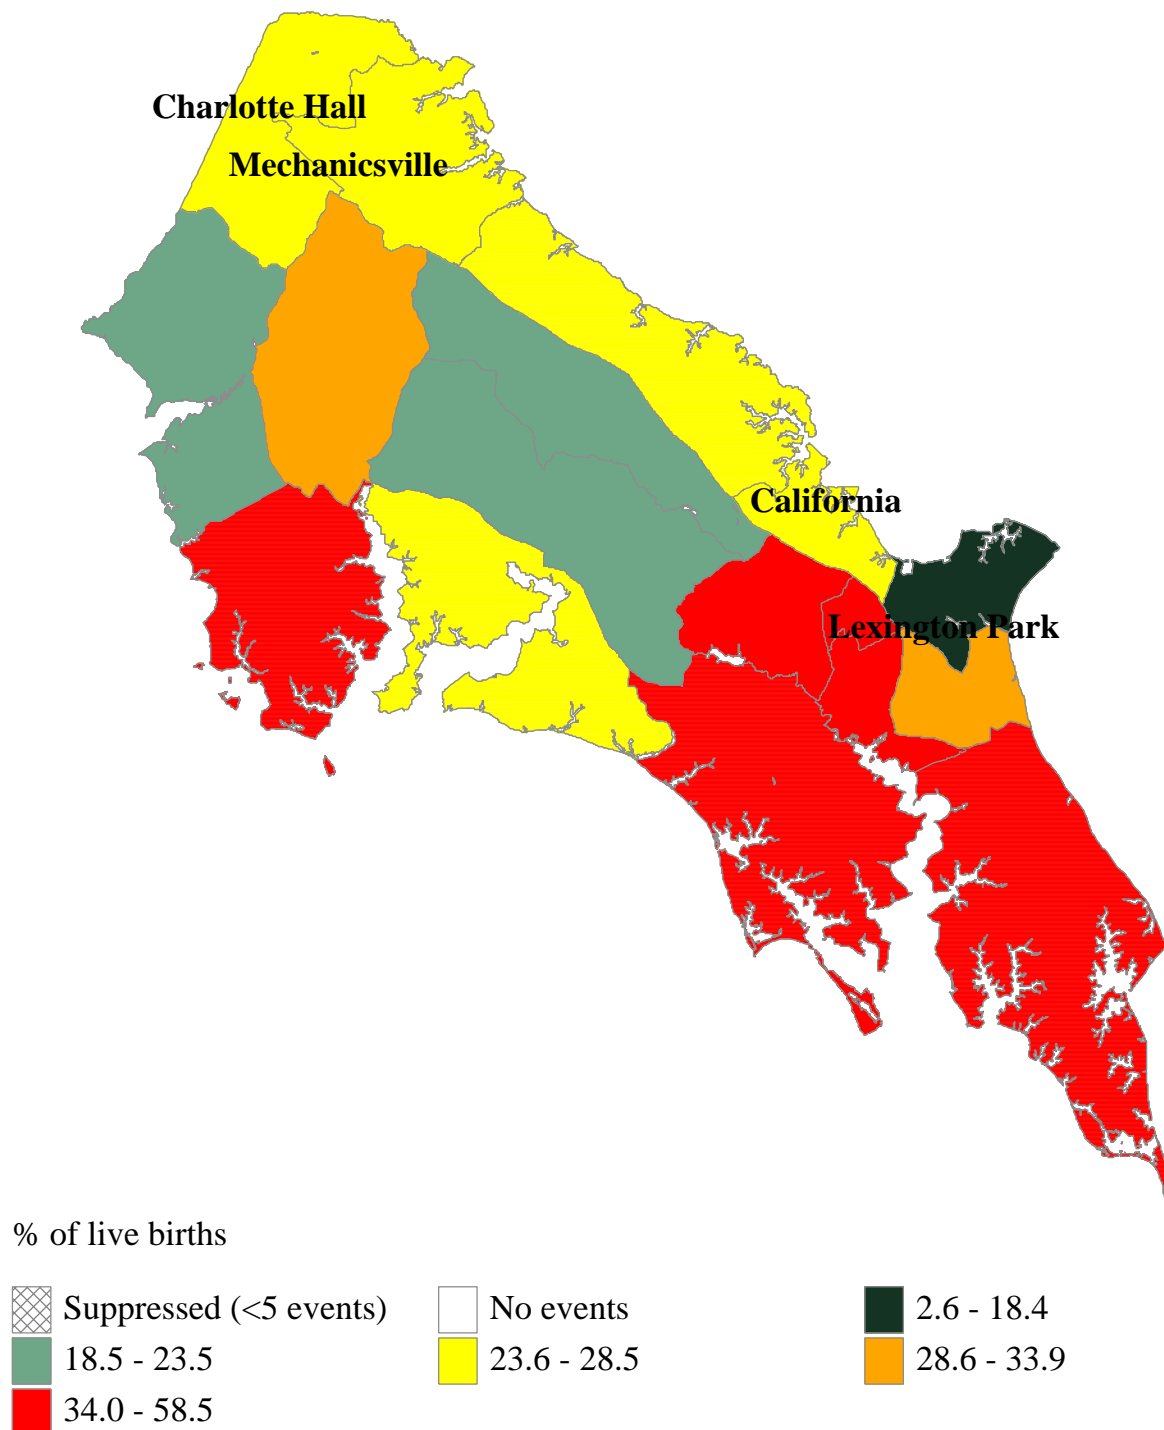 Charlotte Hall
Mechanicsville
California
Lexington Park
% of live births
Suppressed (<5 events)
No events
2.6 - 18.4
18.5 - 23.5
23.6 - 28.5
28.6 - 33.9
34.0 - 58.5